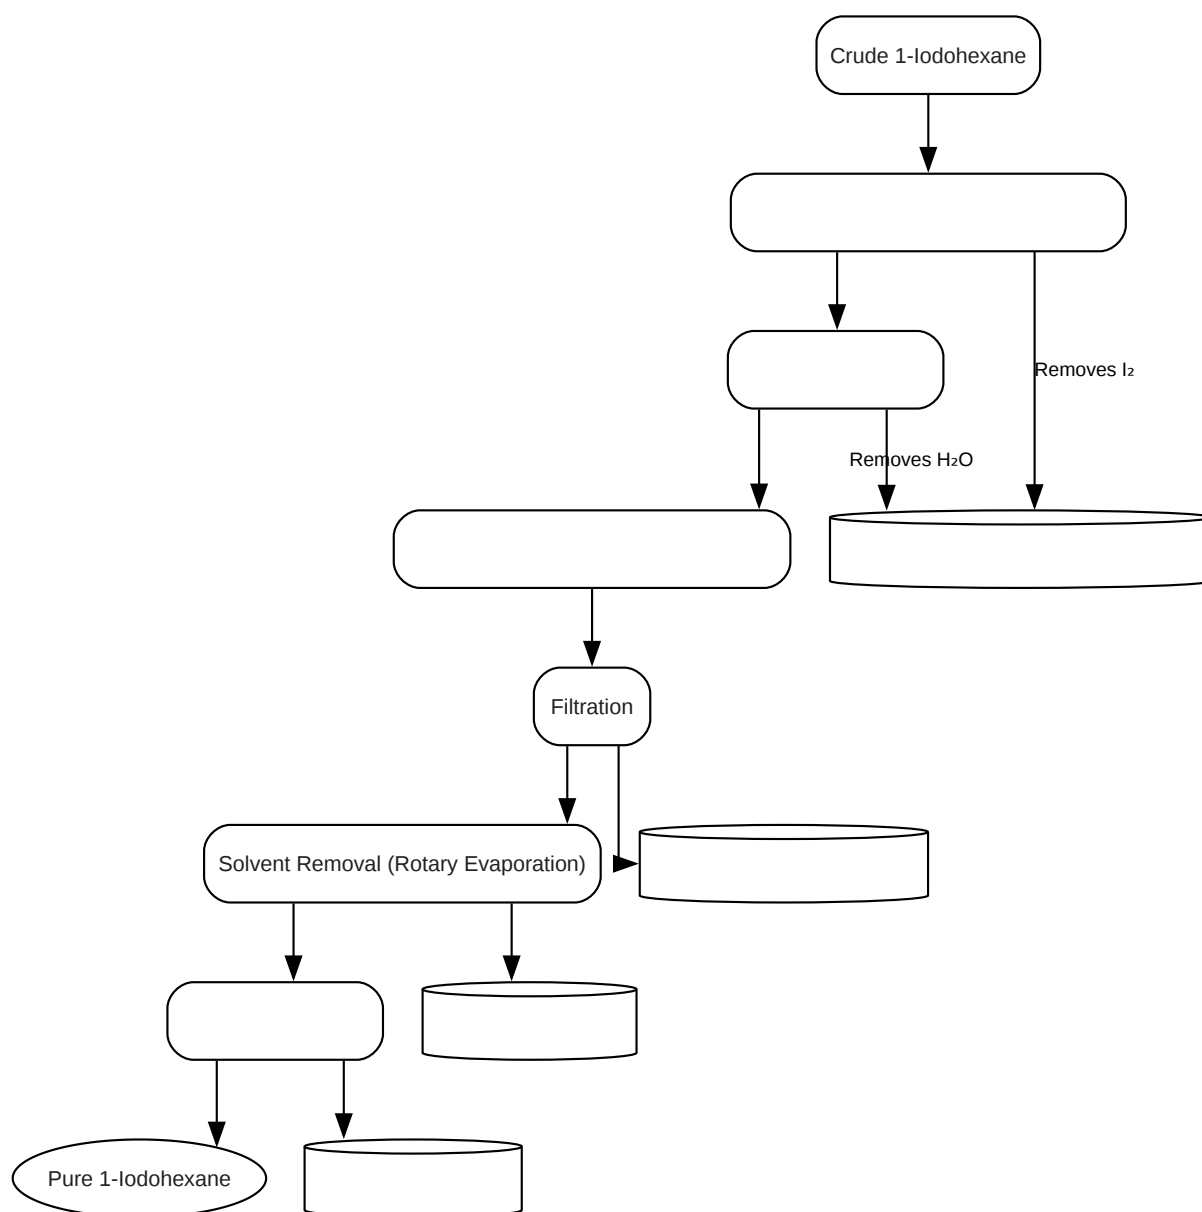 Crude 1-Iodohexane
Removes I₂
Removes H₂O
Filtration
Solvent Removal (Rotary Evaporation)
Pure 1-Iodohexane